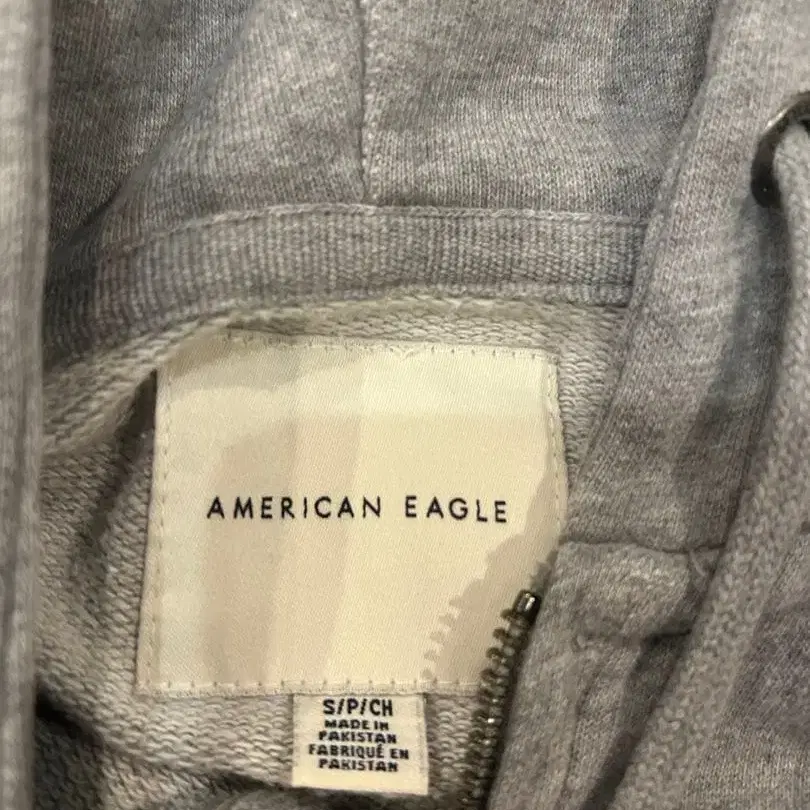 AMERICAN EAGLE
S/P/CH
MADE IN
PAKISTAN
FABRIQUÉ EN
PAKISTAN